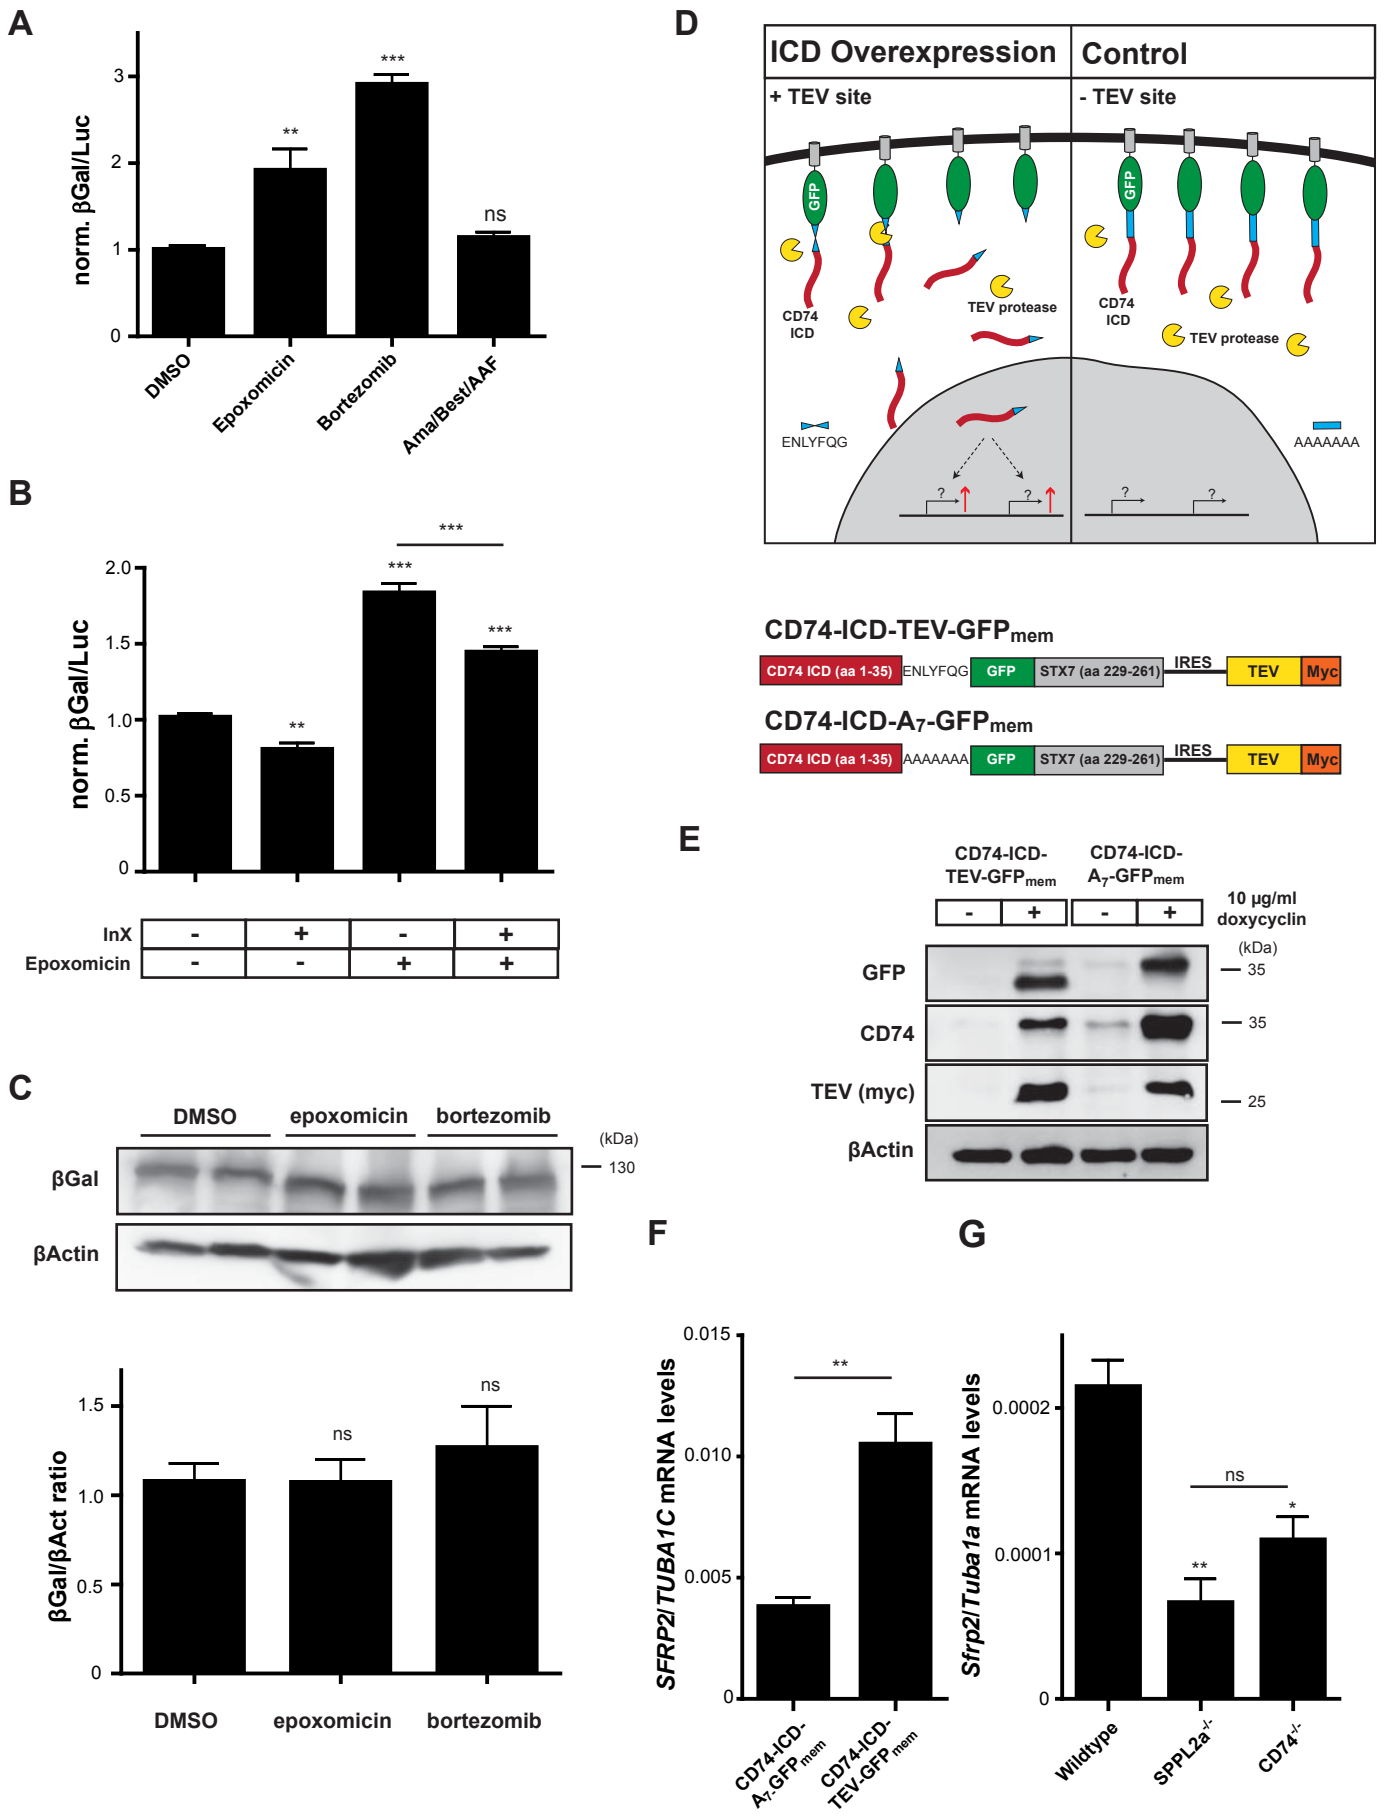 A
norm. βGal/Luc
3
2
1
0
**
***
ns
DMSO
Epoxomicin
Bortezomib
Ama/Best/AAF
B
norm. βGal/Luc
2.0
1.5
1.0
0.5
0
**
***
***
***
InX
- + - +
Epoxomicin
- - + +
C
DMSO epoxomicin bortezomib
(kDa)
βGal
130
βActin
βGal/βAct ratio
1.5
1.0
0.5
0
ns
ns
DMSO
epoxomicin
bortezomib
D
ICD Overexpression
Control
+ TEV site
- TEV site
GFP
GFP
CD74
ICD
TEV protease
CD74
ICD
TEV protease
ENLYFQG
AAAAAAA
? ?
? ?
CD74-ICD-TEV-GFPmem
CD74 ICD (aa 1-35) ENLYFQG GFP STX7 (aa 229-261) IRES TEV Myc
CD74-ICD-A7-GFPmem
CD74 ICD (aa 1-35) AAAAAAA GFP STX7 (aa 229-261) IRES TEV Myc
E
CD74-ICD-
TEV-GFPmem
CD74-ICD-
A7-GFPmem
- + - +
10 µg/ml
doxycyclin
(kDa)
GFP
35
CD74
35
TEV (myc)
25
βActin
F
SFRP2/TUBA1C mRNA levels
0.015
0.010
0.005
0
**
CD74-ICD-
A7-GFPmem
CD74-ICD-
TEV-GFPmem
G
Sfrp2/Tuba1a mRNA levels
0.0002
0.0001
0
ns
**
*
Wildtype
SPPL2a-/-
CD74-/-